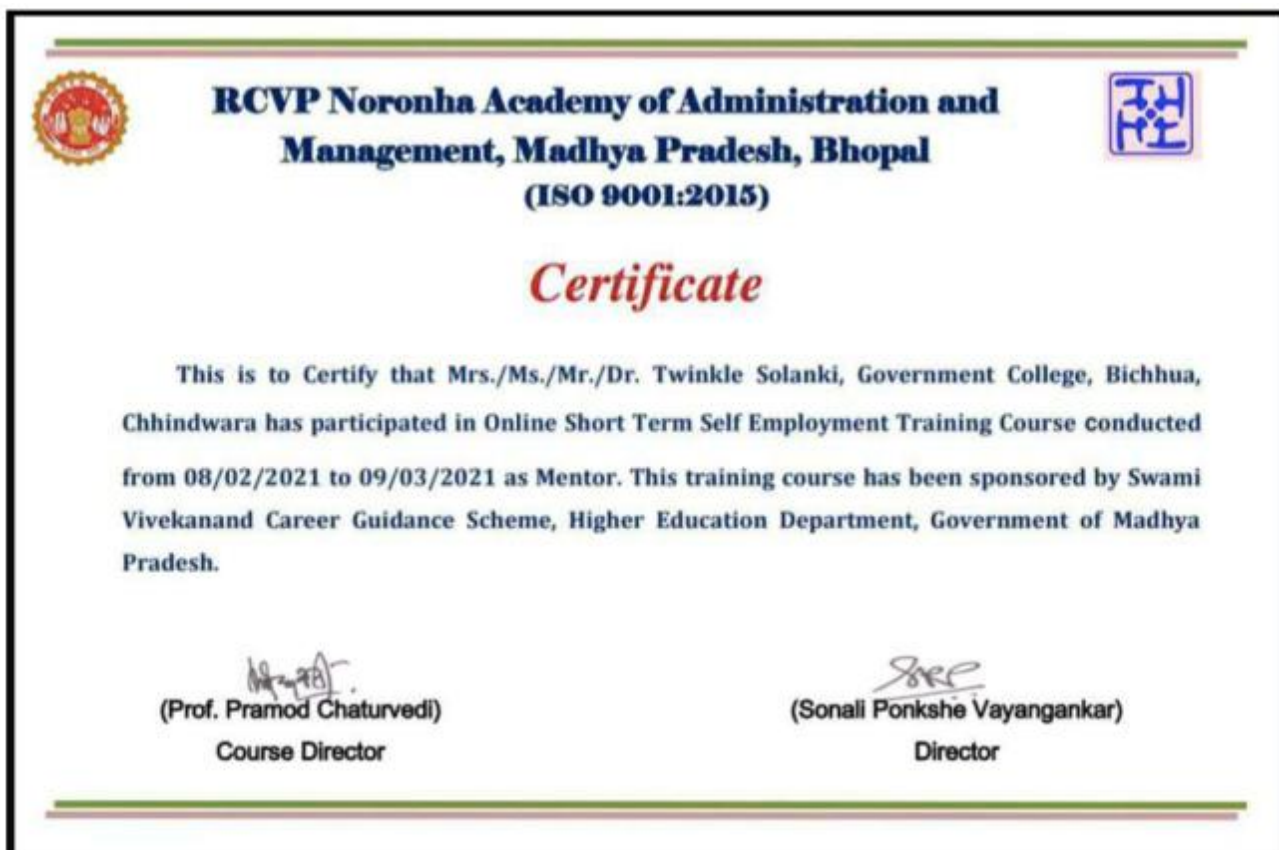 RCVP Noronha Academy of Administration and
Management, Madhya Pradesh, Bhopal
(ISO 9001:2015)
Certificate
This is to Certify that Mrs./Ms./Mr./Dr. Twinkle Solanki, Government College, Bichhua,
Chhindwara has participated in Online Short Term Self Employment Training Course conducted
from 08/02/2021 to 09/03/2021 as Mentor. This training course has been sponsored by Swami
Vivekanand Career Guidance Scheme, Higher Education Department, Government of Madhya
Pradesh.
(Prof. Pramod Chaturvedi)
(Sonali Ponkshe Vayangankar)
Course Director
Director